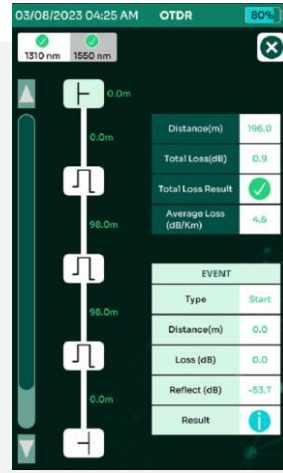 03/08/2023 04:25 AM OTDR 80%
1310 nm 1550 nm
0.0m
0.0m
98.0m
98.0m
0.0m
Distance(m) 196.0
Total Loss(dB) 0.9
Total Loss Result
Average Loss
(dB/Km) 4.6
EVENT
Type Start
Distance(m) 0.0
Loss (dB) 0.0
Reflect (dB) -53.7
Result